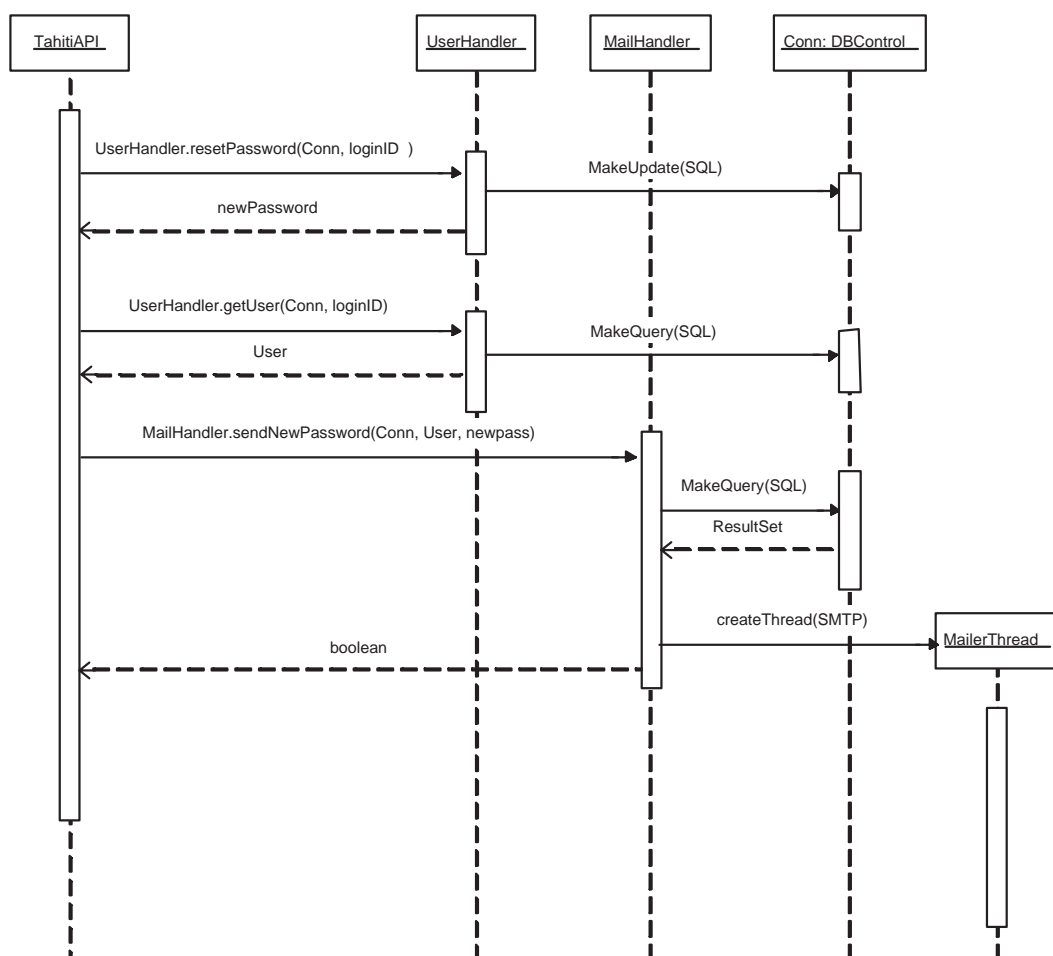 TahitiAPI
UserHandler
MailHandler
Conn: DBControl
UserHandler.resetPassword(Conn, loginID )
MakeUpdate(SQL)
newPassword
UserHandler.getUser(Conn, loginID)
MakeQuery(SQL)
User
MailHandler.sendNewPassword(Conn, User, newpass)
MakeQuery(SQL)
ResultSet
createThread(SMTP)
MailerThread
boolean